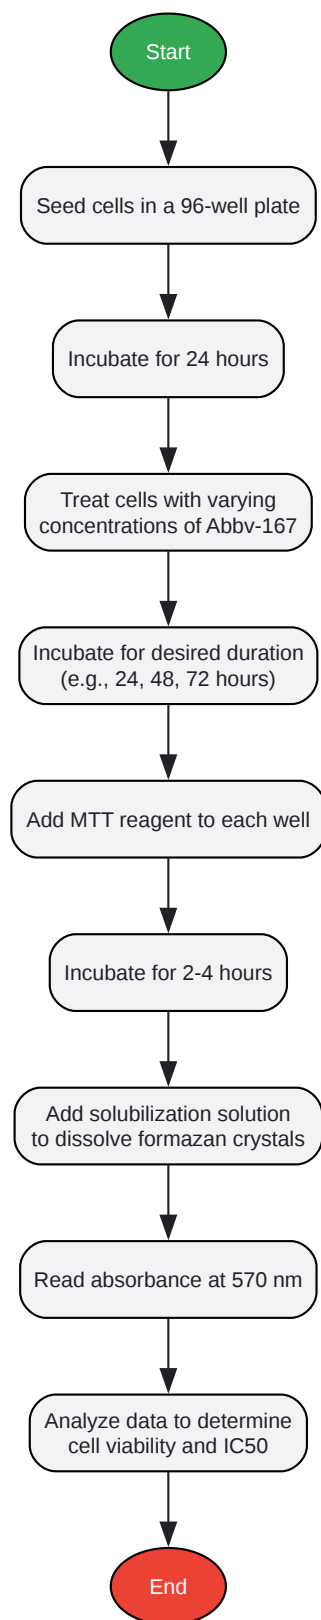 Start
Seed cells in a 96-well plate
Incubate for 24 hours
Treat cells with varying
concentrations of Abbv-167
Incubate for desired duration
(e.g., 24, 48, 72 hours)
Add MTT reagent to each well
Incubate for 2-4 hours
Add solubilization solution
to dissolve formazan crystals
Read absorbance at 570 nm
Analyze data to determine
cell viability and IC50
End